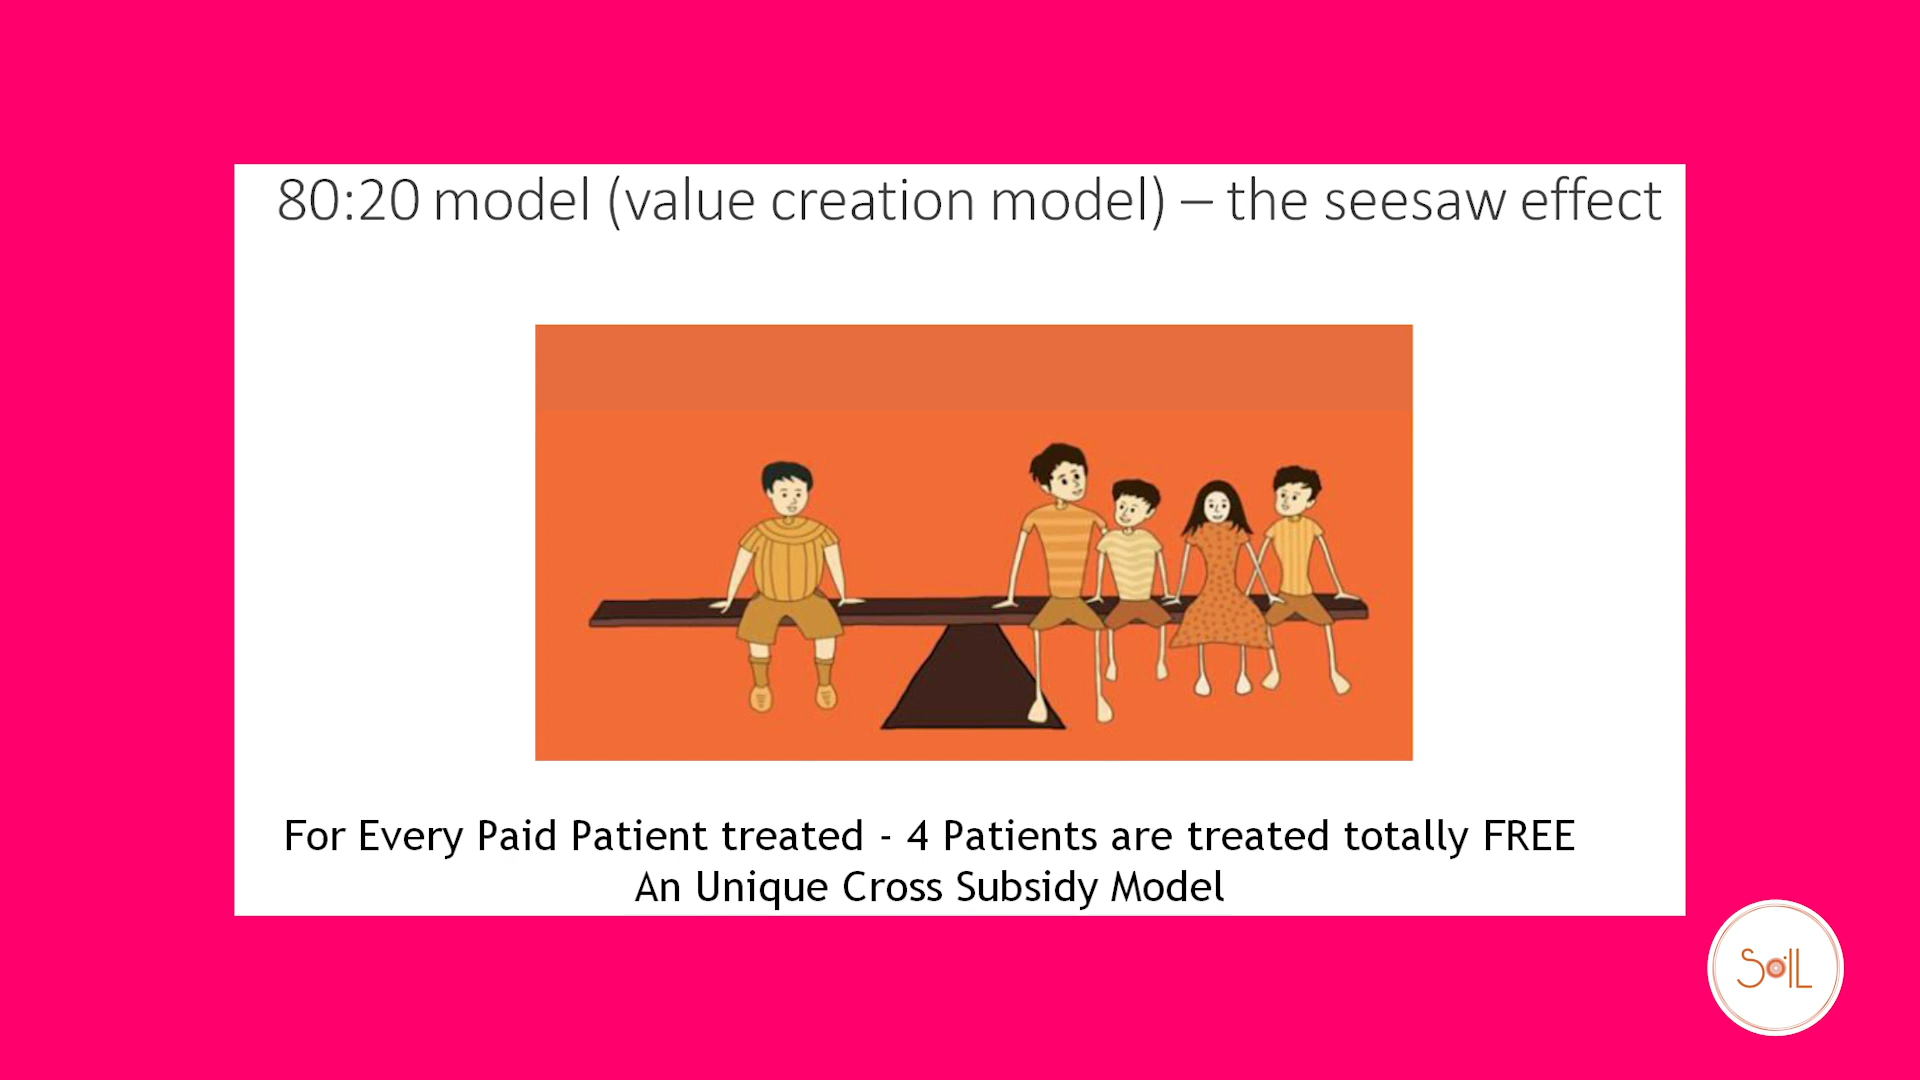 80:20 model (value creation model) – the seesaw effect
For Every Paid Patient treated - 4 Patients are treated totally FREE
An Unique Cross Subsidy Model
SOIL